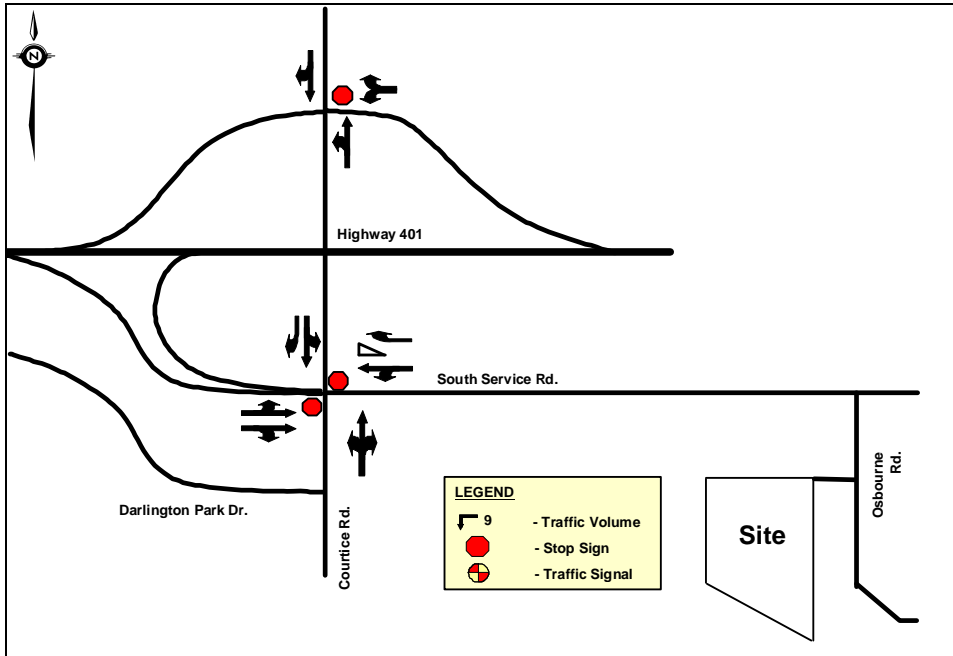 N
Highway 401
South Service Rd.
Osbourne
Rd.
Darlington Park Dr.
Courtice Rd.
LEGEND
9 - Traffic Volume
- Stop Sign
- Traffic Signal
Site